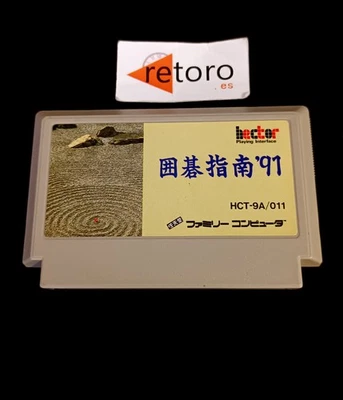 retoro
.es
hector
Playing Interface
囲碁指南'91
HCT-9A/011
ファミリー コンピュータ